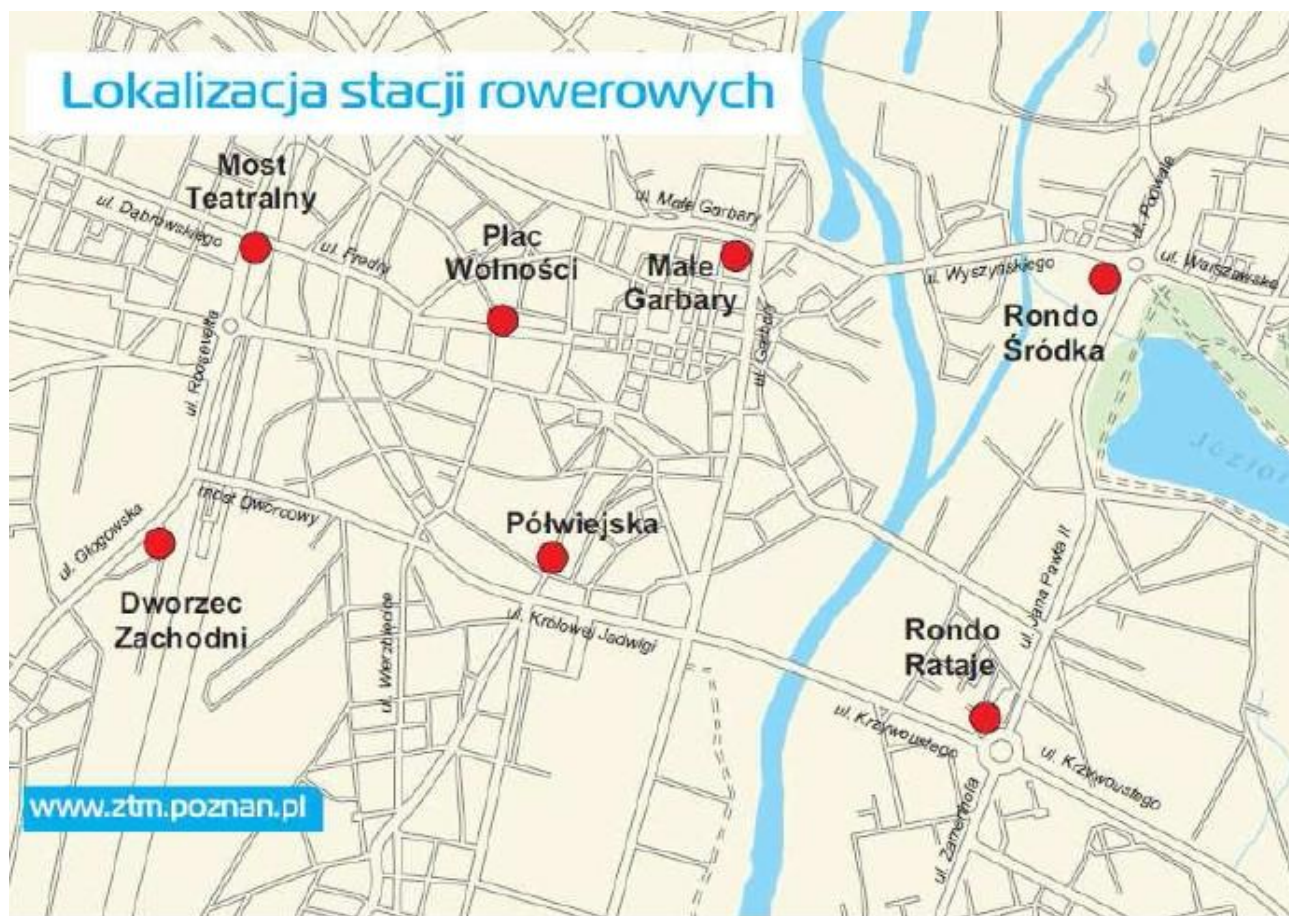 Lokalizacja stacji rowerowych
Most
Teatralny
ul. Dąbrowskiego
ul. Fredry
Plac
Wolności
ul. Małe Garbary
Małe
Garbary
ul. Garbary
ul. Wyszyńskiego
ul. Podwale
ul. Warszawska
Rondo
Śródka
Jezior
ul. Roosevelta
most Dworcowy
ul. Głogowska
Dworzec
Zachodni
Półwiejska
ul. Królowej Jadwigi
ul. Wierzbięcice
ul. Jana Pawła II
Rondo
Rataje
ul. Krzywoustego
ul. Krzywoustego
ul. Zamenhofa
www.ztm.poznan.pl